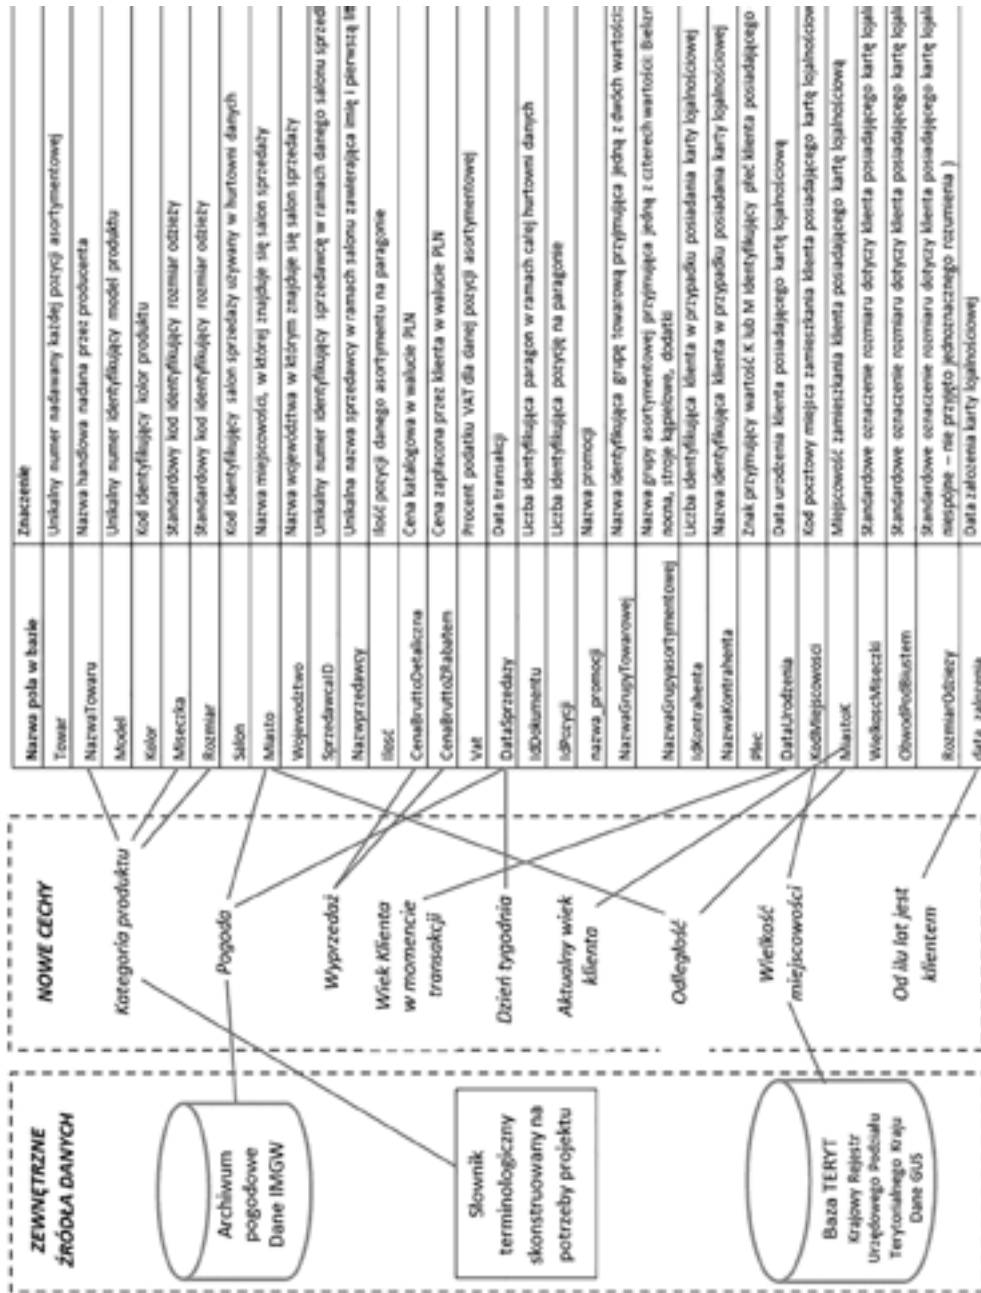 ZEWNĘTRZNE
ŹRÓDŁA DANYCH
Archiwum
pogodowe
Dane IMGW
Słownik
terminologiczny
skonstruowany na
potrzeby projektu
Baza TERYT
Krajowy Rejestr
Urzędowego Podziału
Terytorialnego Kraju
Dane GUS
NOWE CECHY
Kategoria produktu
Pogoda
Wyprzedaż
Wiek Klienta
w momencie
transakcji
Dzień tygodnia
Aktualny wiek
klienta
Odległość
Wielkość
miejscowości
Od ilu lat jest
klientem
Nazwa pola w bazie Znaczenie
Towar Unikalny numer nadawany każdej pozycji asortymentowej
NazwaTowaru Nazwa handlowa nadana przez producenta
Model Unikalny numer identyfikujący model produktu
Kolor Kod identyfikujący kolor produktu
Miseczka Standardowy kod identyfikujący rozmiar odzieży
Rozmiar Standardowy kod identyfikujący rozmiar odzieży
Salon Kod identyfikujący salon sprzedaży używany w hurtowni danych
Miasto Nazwa miejscowości, w której znajduje się salon sprzedaży
Województwo Nazwa województwa w którym znajduje się salon sprzedaży
SprzedawcaID Unikalny numer identyfikujący sprzedawkę w ramach danego salonu
Nazwprzedawcy Unikalna nazwa sprzedawcy w ramach salonu zawierająca imię i pierwszą
Ilosc Ilość pozycji danego asortymentu na paragonie
CenaBruttoDetaliczna Cena katalogowa w walucie PLN
CenaBruttoZRabatem Cena zapłacona przez klienta w walucie PLN
Vat Procent podatku VAT dla danej pozycji asortymentowej
DataSprzedaży Data transakcji
IdDokumentu Liczba identyfikująca paragon w ramach całej hurtowni danych
IdPozycji Liczba identyfikująca pozycję na paragonie
nazwa_promocji Nazwa promocji
NazwaGrupyTowarowej Nazwa identyfikująca grupę towarową przyjmująca jedną z dwóch wartości
NazwaGrupyasortymentowej Nazwa grupy asortymentowej przyjmująca jedną z czterech wartości:
nocna, stroje kąpielowe, dodatki
IdKontrahenta Liczba identyfikująca klienta w przypadku posiadania karty lojalnościowej
NazwaKontrahenta Nazwa identyfikująca klienta w przypadku posiadania karty lojalnościowej
Plec Znak przyjmujący wartość K lub M identyfikujący płeć klienta posiadającego
DataUrodzenia Data urodzenia klienta posiadającego kartę lojalnościową
KodMiejscowosci Kod pocztowy miejsca zamieszkania klienta posiadającego kartę
MiastoK Miejscowość zamieszkania klienta posiadającego kartę lojalnościową
WielkoscMiseczki Standardowe oznaczenie rozmiaru dotyczy klienta posiadającego kartę
ObwodPodBiustem Standardowe oznaczenie rozmiaru dotyczy klienta posiadającego kartę
RozmiarOdziezy Standardowe oznaczenie rozmiaru dotyczy klienta posiadającego kartę
niespójne – nie przyjęto jednoznacznego rozumienia )
data_zalozenia Data założenia karty lojalnościowej